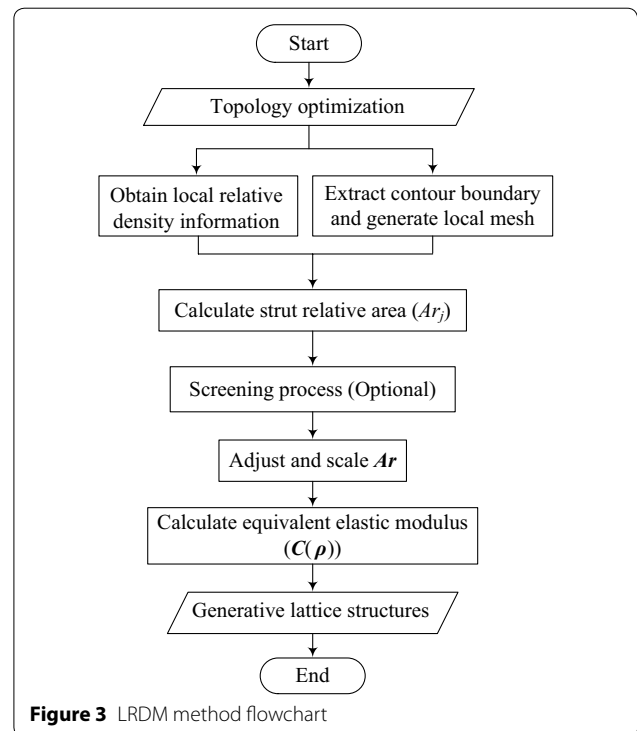 Start
Topology optimization
Obtain local relative
density information
Extract contour boundary
and generate local mesh
Calculate strut relative area (Arj)
Screening process (Optional)
Adjust and scale Ar
Calculate equivalent elastic modulus
(C(ρ))
Generative lattice structures
End
Figure 3 LRDM method flowchart